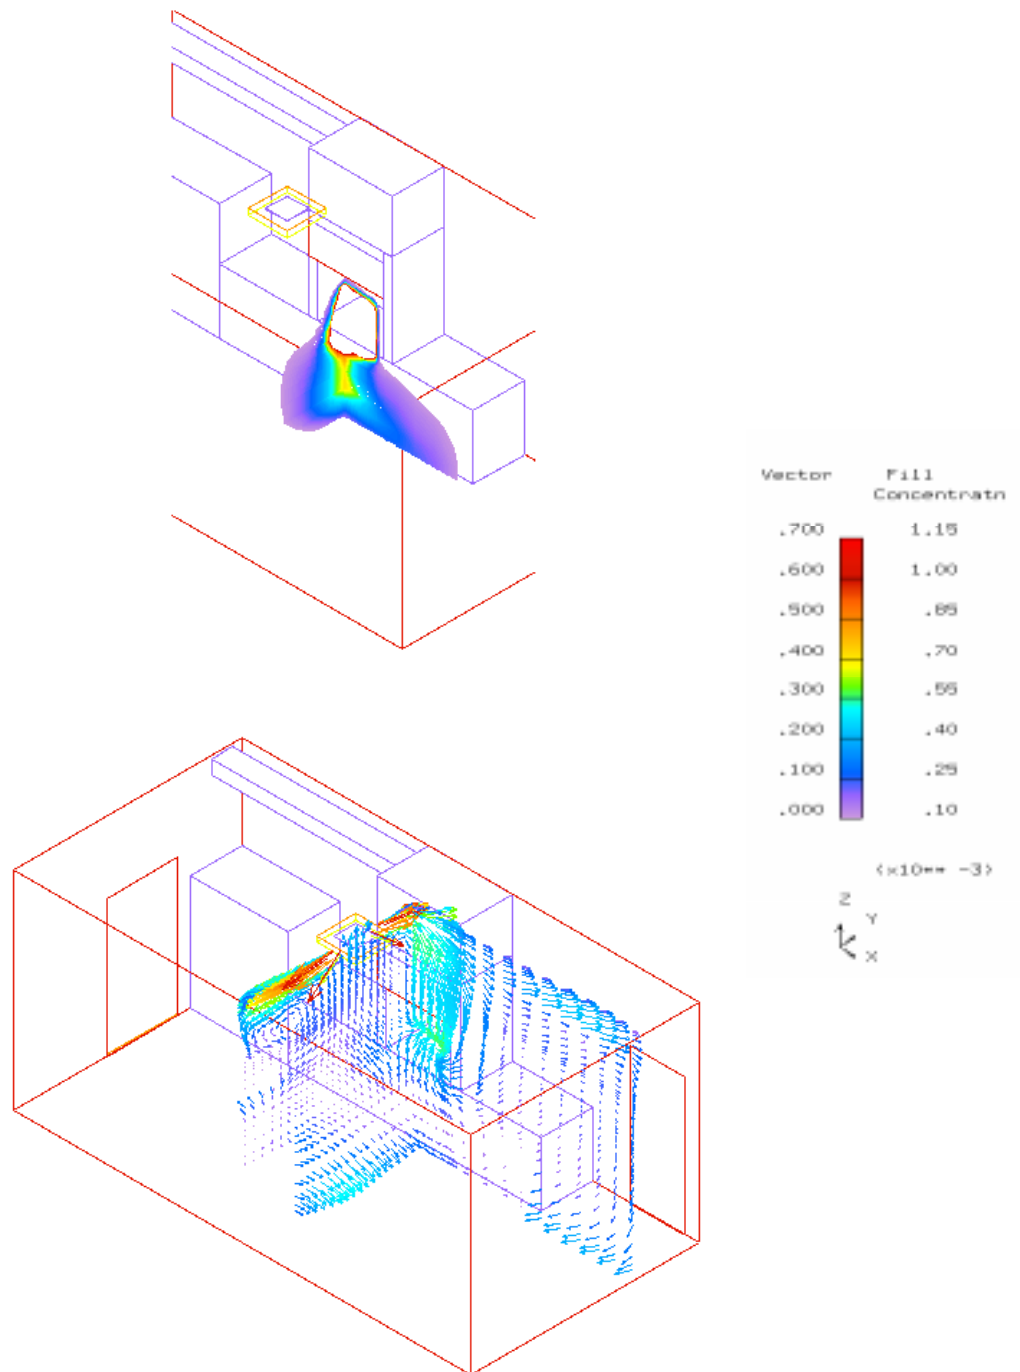 Vector Fill
Concentratn
.700 1.15
.600 1.00
.500 .85
.400 .70
.300 .55
.200 .40
.100 .25
.000 .10
(x10** -3)
Z
Y
X